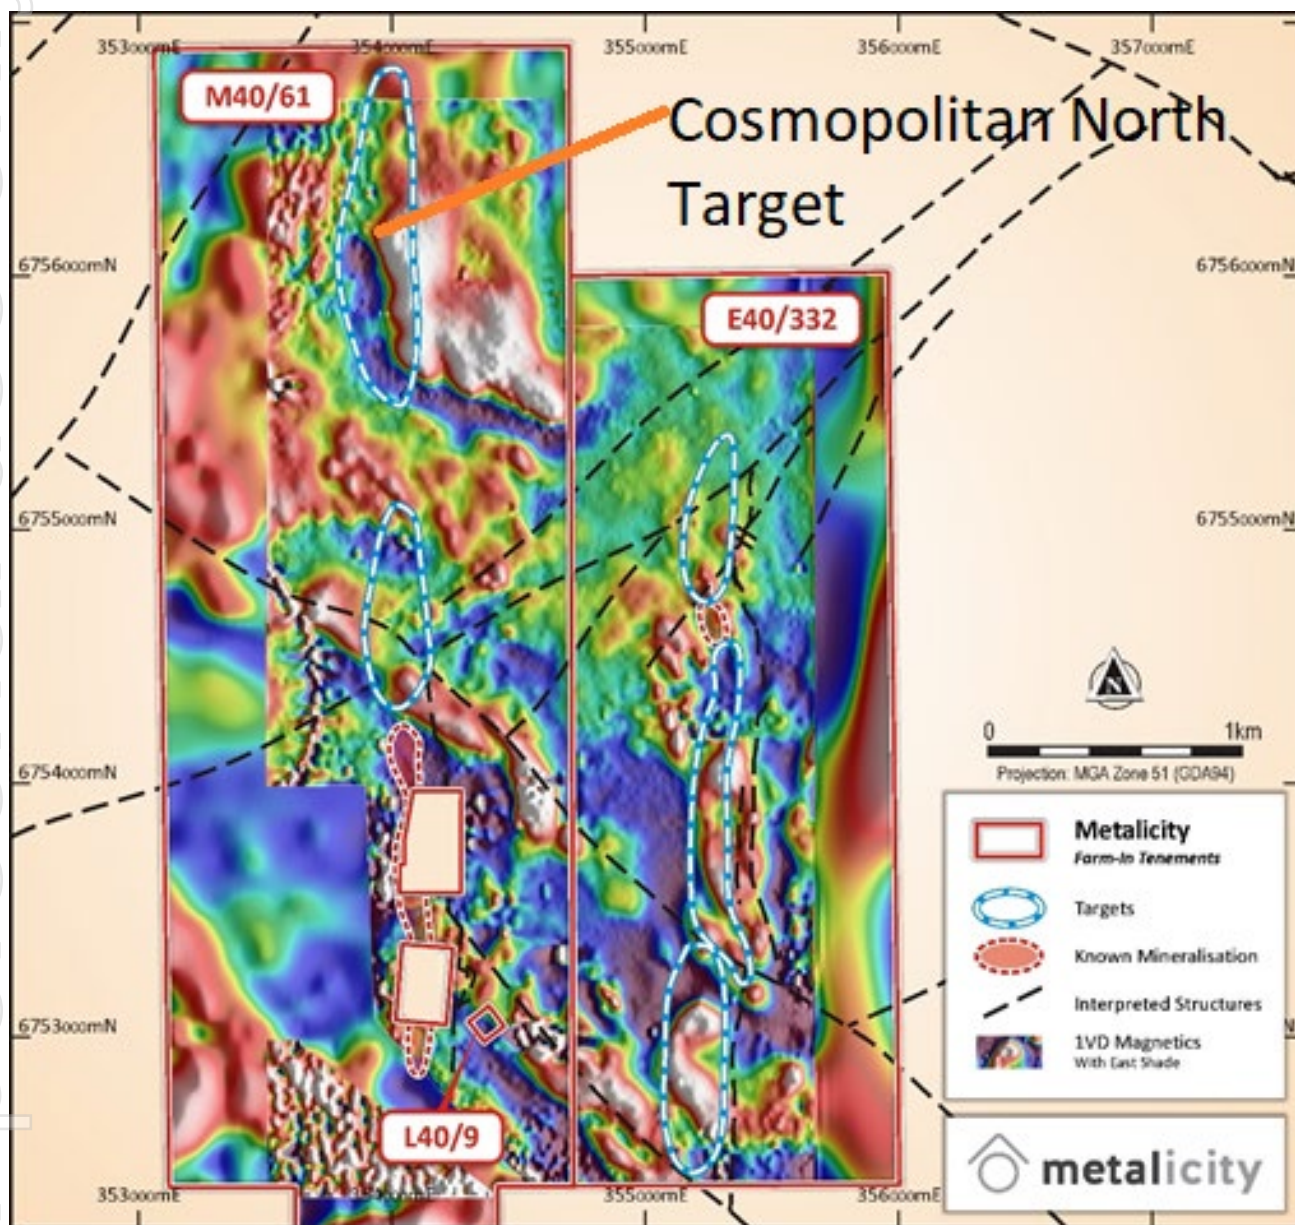 353000mE 354000mE 355000mE 356000mE 357000mE
M40/61
Cosmopolitan North
Target
6756000mN 6756000mN
E40/332
6755000mN 6755000mN
0 1km
6754000mN
Projection: MGA Zone 51 (GDA94)
Metalicity
Farm-In Tenements
Targets
Known Mineralisation
Interpreted Structures
6753000mN N
1VD Magnetics
With East Shade
L40/9
metalicity
353000mE 355000mE 356000mE